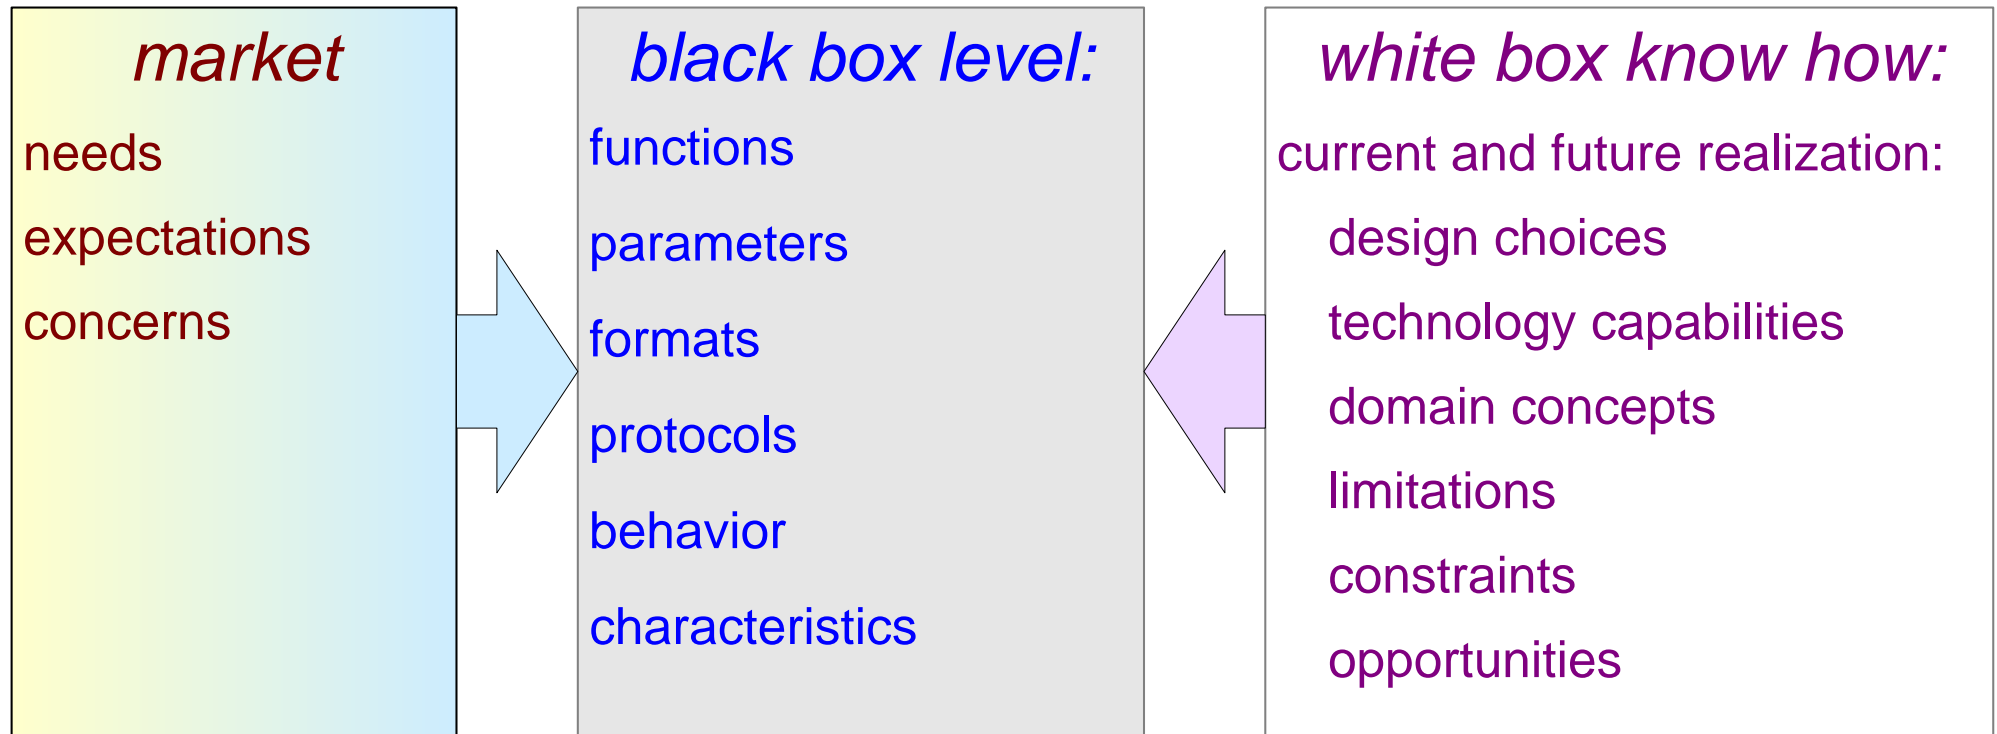 market
needs
expectations
concerns
black box level:
functions
parameters
formats
protocols
behavior
characteristics
white box know how:
current and future realization:
design choices
technology capabilities
domain concepts
limitations
constraints
opportunities